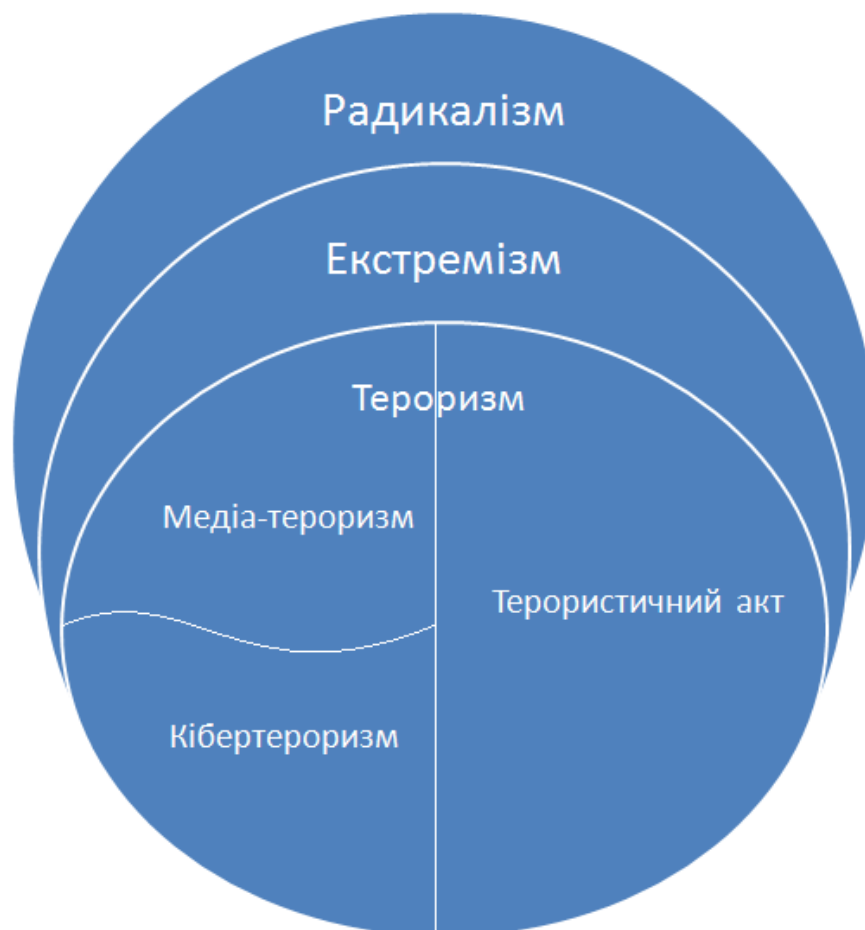 Радикалізм
Екстремізм
Тероризм
Медіа-тероризм
Терористичний акт
Кібертероризм